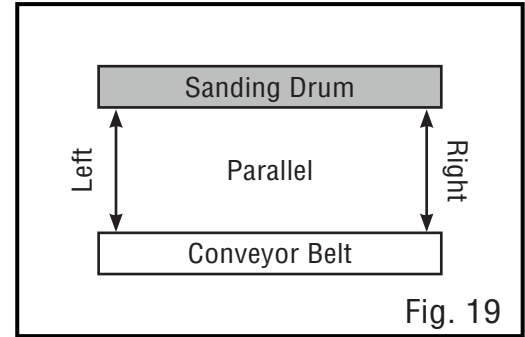 Sanding Drum
Left
Parallel
Right
Conveyor Belt
Fig. 19